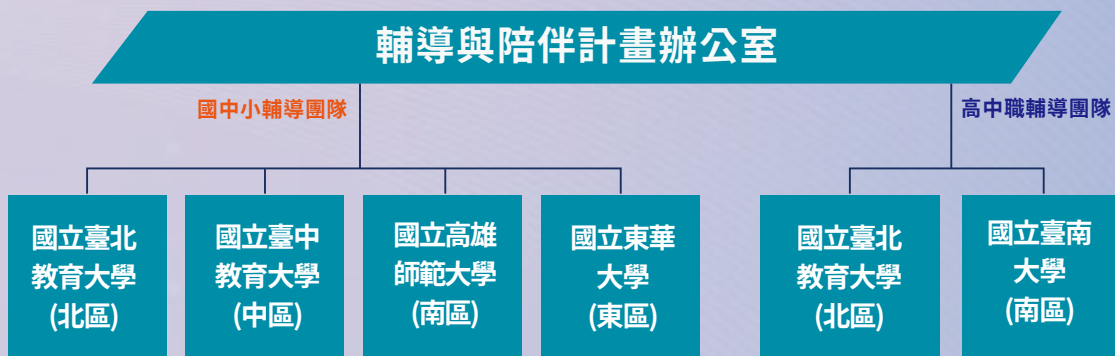 輔導與陪伴計畫辦公室
國中小輔導團隊
高中職輔導團隊
國立臺北
教育大學
(北區)
國立臺中
教育大學
(中區)
國立高雄
師範大學
(南區)
國立東華
大學
(東區)
國立臺北
教育大學
(北區)
國立臺南
大學
(南區)